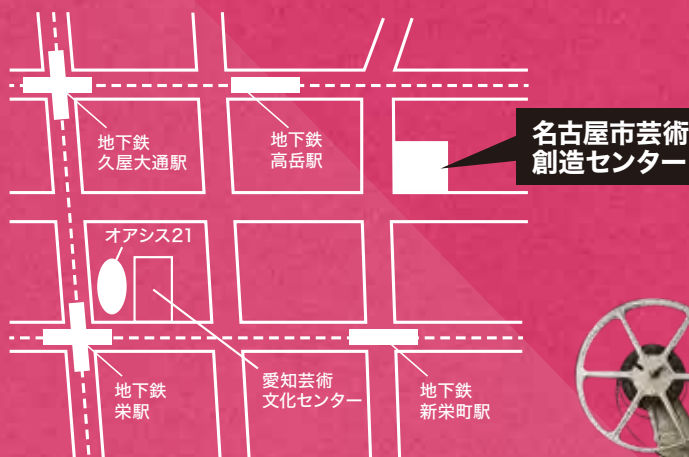 地下鉄
久屋大通駅
地下鉄
高岳駅
名古屋市芸術
創造センター
オアシス21
地下鉄
栄駅
愛知芸術
文化センター
地下鉄
新栄町駅